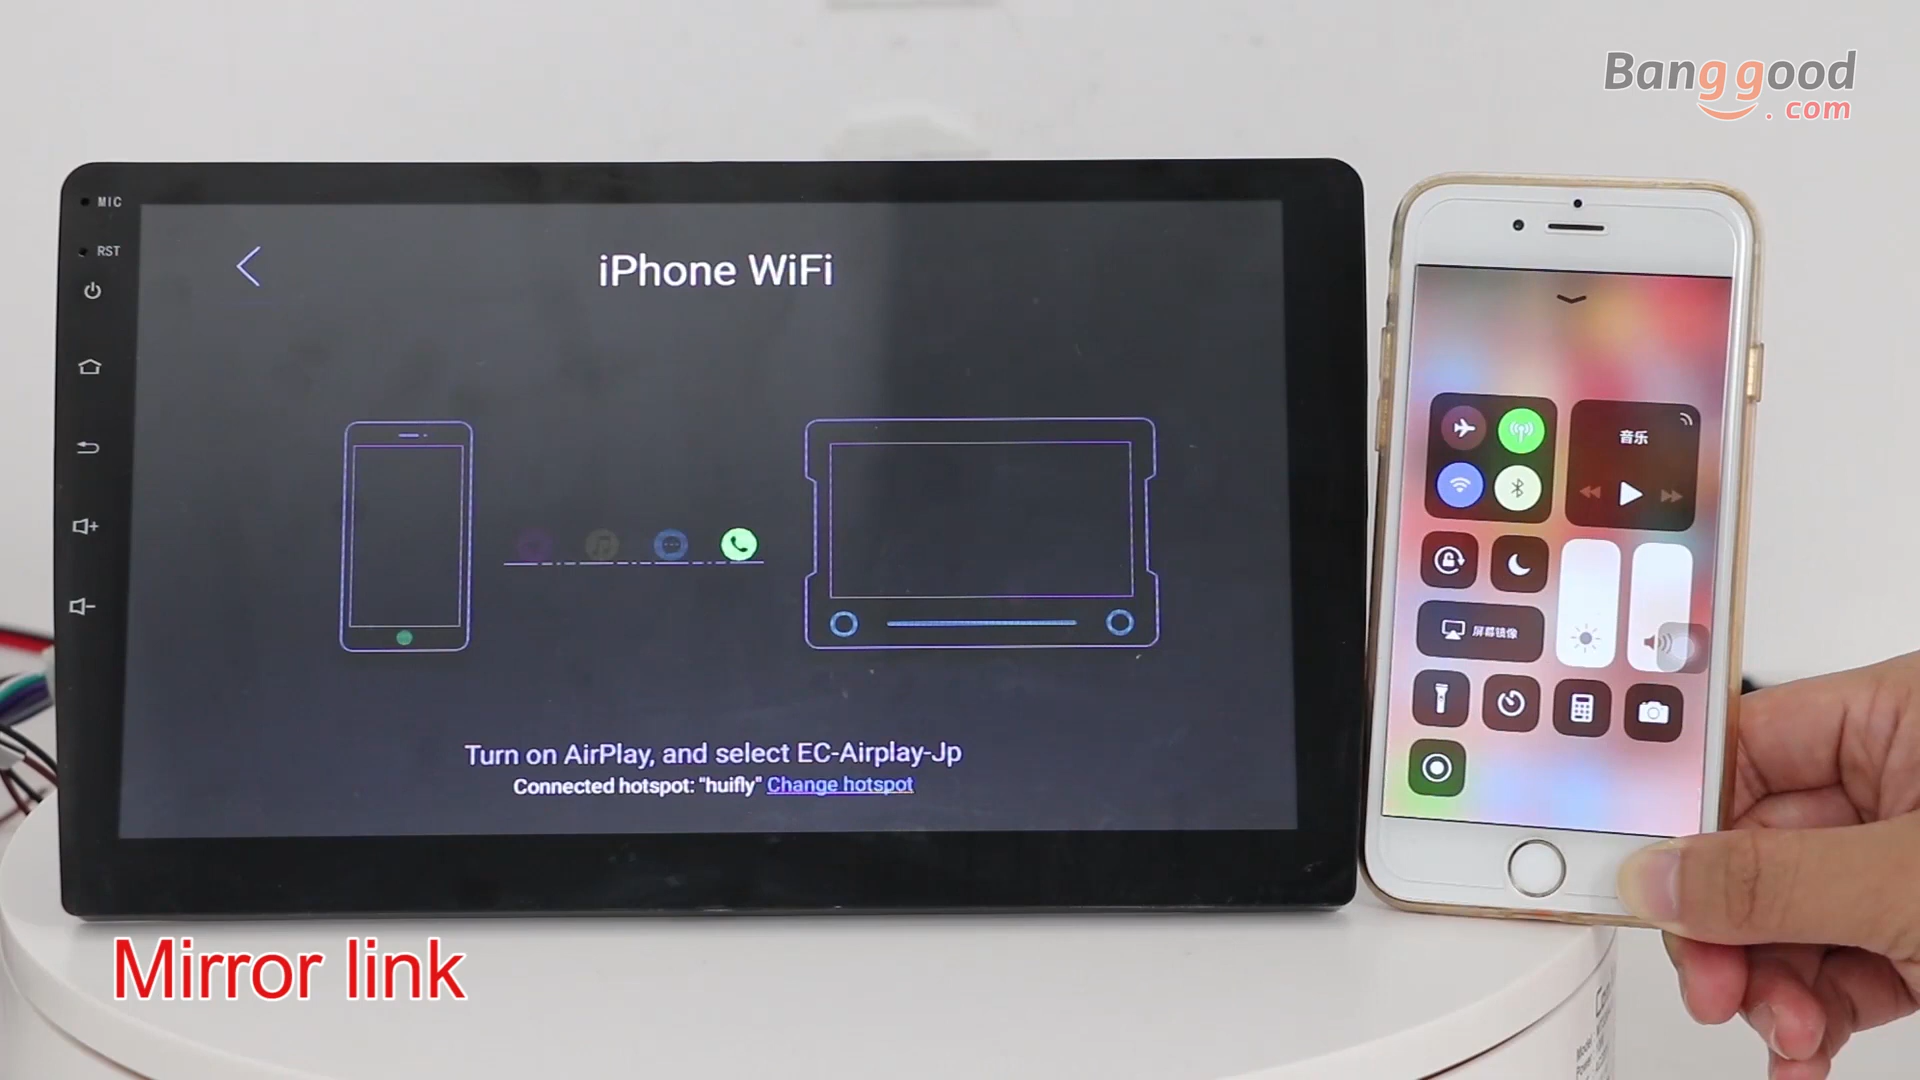 Banggood
.com
MIC
RST
iPhone WiFi
Turn on AirPlay, and select EC-Airplay-Jp
Connected hotspot: "huifly" Change hotspot
音乐
屏幕镜像
Mirror link